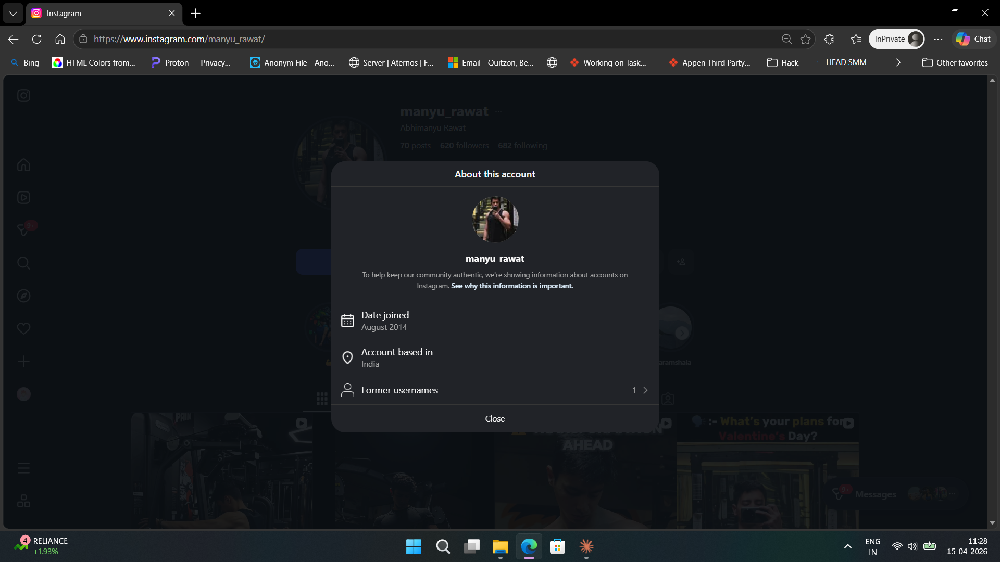 Instagram
https://www.instagram.com/manyu_rawat/
InPrivate
Chat
Bing
HTML Colors from...
Proton — Privacy...
Anonym File - Ano...
Server | Aternos | F...
Email - Quitzon, Be...
Working on Task...
Appen Third Party...
Hack
HEAD SMM
Other favorites
manyu_rawat
Abhimanyu Rawat
70 posts 620 followers 682 following
About this account
manyu_rawat
To help keep our community authentic, we're showing information about accounts on
Instagram. See why this information is important.
Date joined
August 2014
Account based in
India
Former usernames 1
Close
9+
aramshala
PAIN
AHEAD
:- What's your plans for
Valentine's Day?
9+
Messages
4
RELIANCE
+1.93%
ENG
IN
11:28
15-04-2026